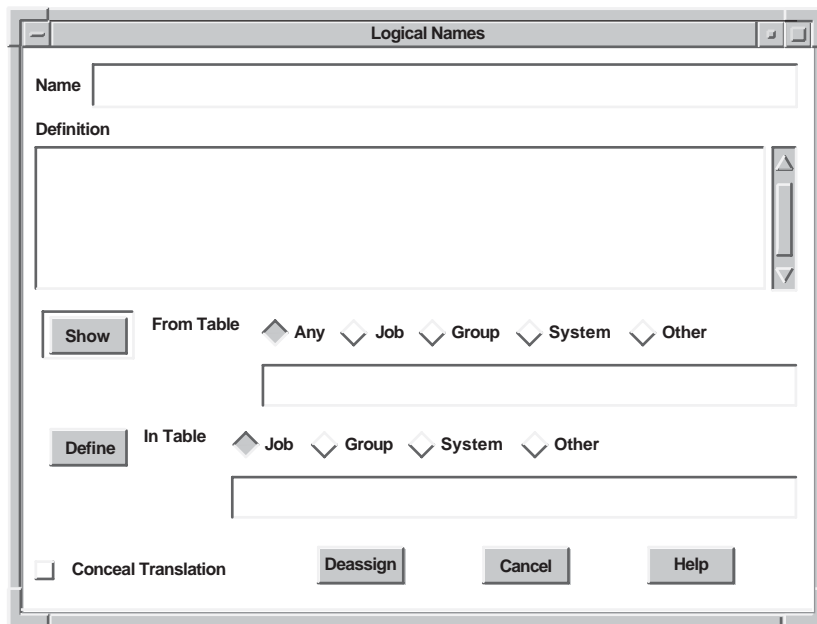 Logical Names
Name
Definition
Show From Table Any Job Group System Other
Define In Table Job Group System Other
Conceal Translation Deassign Cancel Help